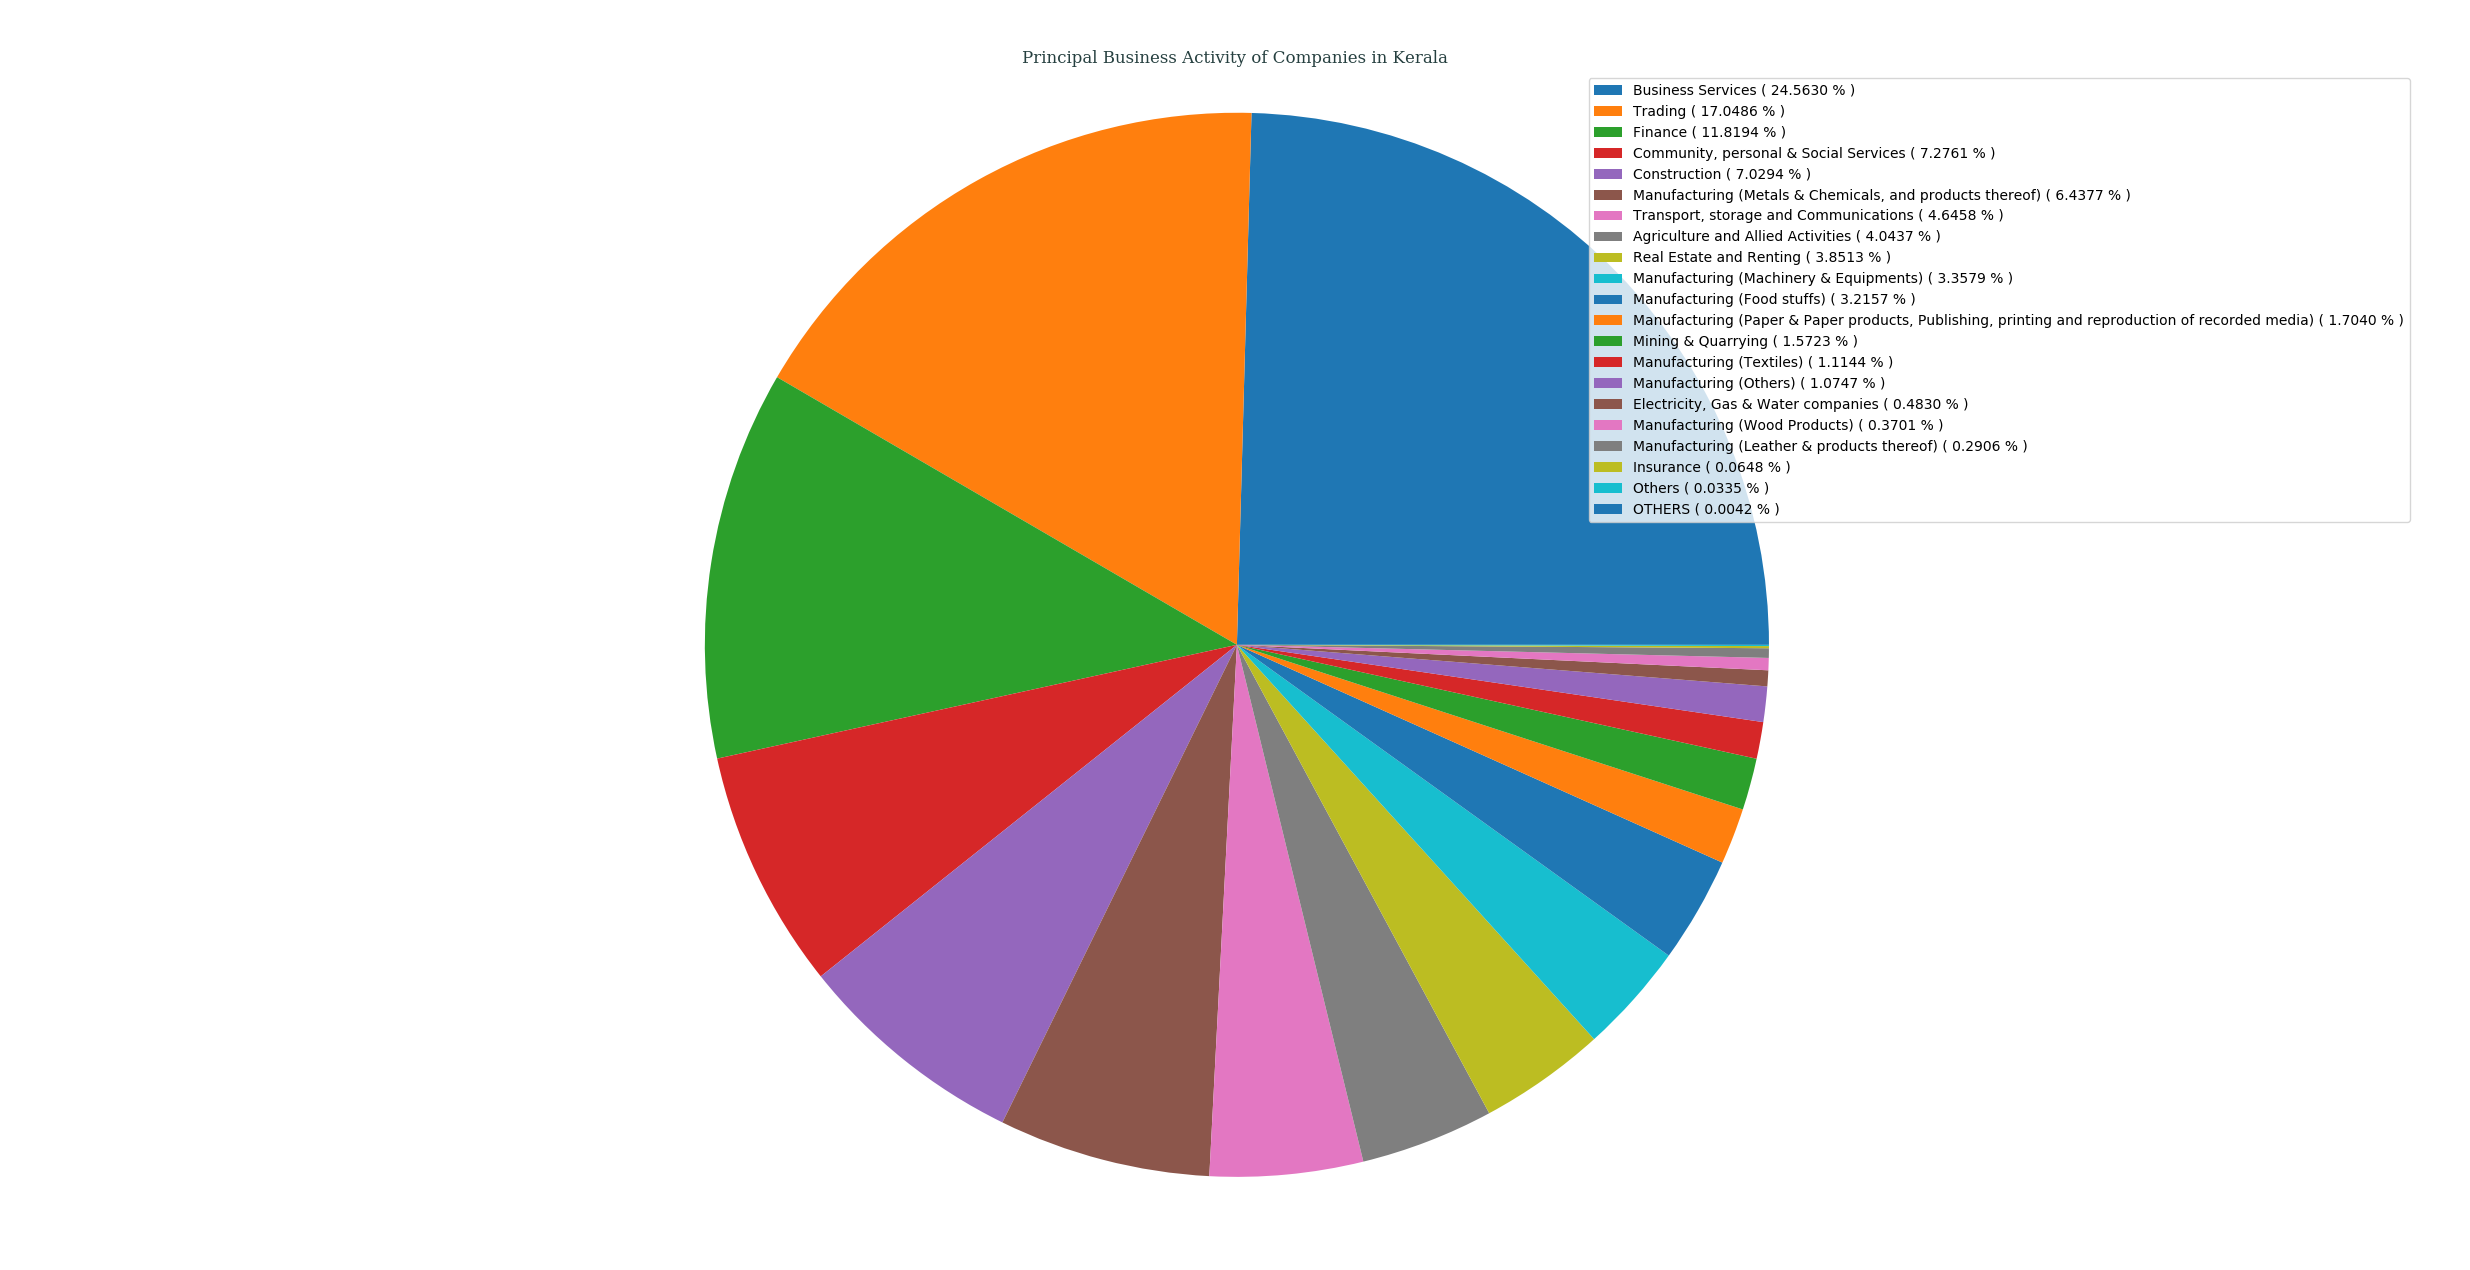 Principal Business Activity of Companies in Kerala
Business Services ( 24.5630 % )
Trading ( 17.0486 % )
Finance ( 11.8194 % )
Community, personal & Social Services ( 7.2761 % )
Construction ( 7.0294 % )
Manufacturing (Metals & Chemicals, and products thereof) ( 6.4377 % )
Transport, storage and Communications ( 4.6458 % )
Agriculture and Allied Activities ( 4.0437 % )
Real Estate and Renting ( 3.8513 % )
Manufacturing (Machinery & Equipments) ( 3.3579 % )
Manufacturing (Food stuffs) ( 3.2157 % )
Manufacturing (Paper & Paper products, Publishing, printing and reproduction of recorded media) ( 1.7040 % )
Mining & Quarrying ( 1.5723 % )
Manufacturing (Textiles) ( 1.1144 % )
Manufacturing (Others) ( 1.0747 % )
Electricity, Gas & Water companies ( 0.4830 % )
Manufacturing (Wood Products) ( 0.3701 % )
Manufacturing (Leather & products thereof) ( 0.2906 % )
Insurance ( 0.0648 % )
Others ( 0.0335 % )
OTHERS ( 0.0042 % )